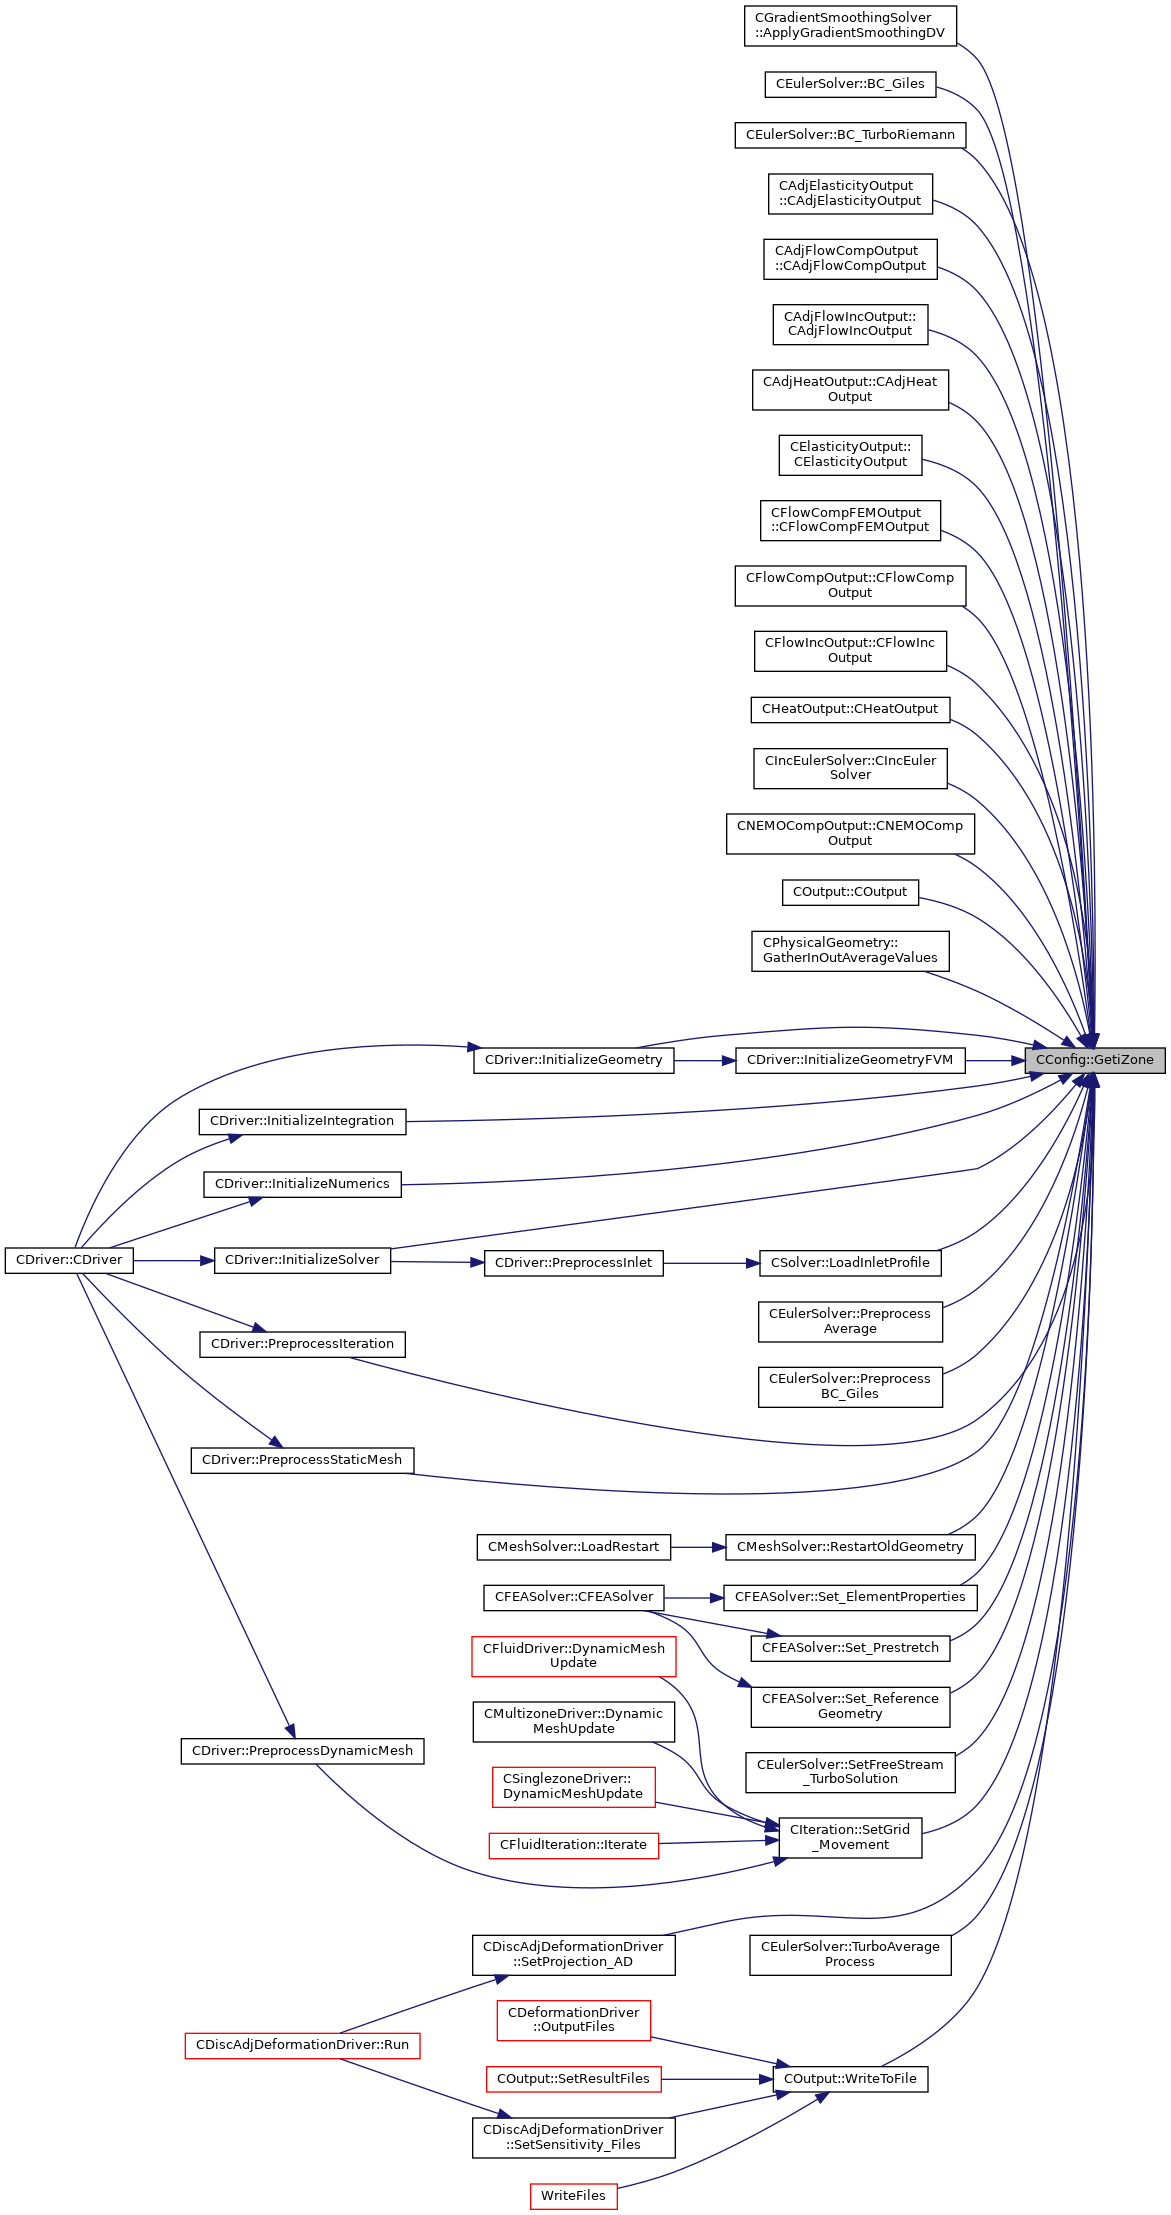 CGradientSmoothingSolver
::ApplyGradientSmoothingDV
CEulerSolver::BC_Giles
CEulerSolver::BC_TurboRiemann
CAdjElasticityOutput
::CAdjElasticityOutput
CAdjFlowCompOutput
::CAdjFlowCompOutput
CAdjFlowIncOutput::
CAdjFlowIncOutput
CAdjHeatOutput::CAdjHeat
Output
CElasticityOutput::
CElasticityOutput
CFlowCompFEMOutput
::CFlowCompFEMOutput
CFlowCompOutput::CFlowComp
Output
CFlowIncOutput::CFlowInc
Output
CHeatOutput::CHeatOutput
CIncEulerSolver::CIncEuler
Solver
CNEMOCompOutput::CNEMOComp
Output
COutput::COutput
CPhysicalGeometry::
GatherInOutAverageValues
CDriver::InitializeGeometry
CDriver::InitializeGeometryFVM
CConfig::GetiZone
CDriver::InitializeIntegration
CDriver::InitializeNumerics
CDriver::CDriver
CDriver::InitializeSolver
CDriver::PreprocessInlet
CSolver::LoadInletProfile
CEulerSolver::Preprocess
Average
CDriver::PreprocessIteration
CEulerSolver::Preprocess
BC_Giles
CDriver::PreprocessStaticMesh
CMeshSolver::LoadRestart
CMeshSolver::RestartOldGeometry
CFEASolver::CFEASolver
CFEASolver::Set_ElementProperties
CFluidDriver::DynamicMesh
Update
CFEASolver::Set_Prestretch
CFEASolver::Set_Reference
Geometry
CMultizoneDriver::Dynamic
MeshUpdate
CDriver::PreprocessDynamicMesh
CEulerSolver::SetFreeStream
_TurboSolution
CSinglezoneDriver::
DynamicMeshUpdate
CIteration::SetGrid
_Movement
CFluidIteration::Iterate
CDiscAdjDeformationDriver
::SetProjection_AD
CEulerSolver::TurboAverage
Process
CDeformationDriver
::OutputFiles
CDiscAdjDeformationDriver::Run
COutput::SetResultFiles
COutput::WriteToFile
CDiscAdjDeformationDriver
::SetSensitivity_Files
WriteFiles